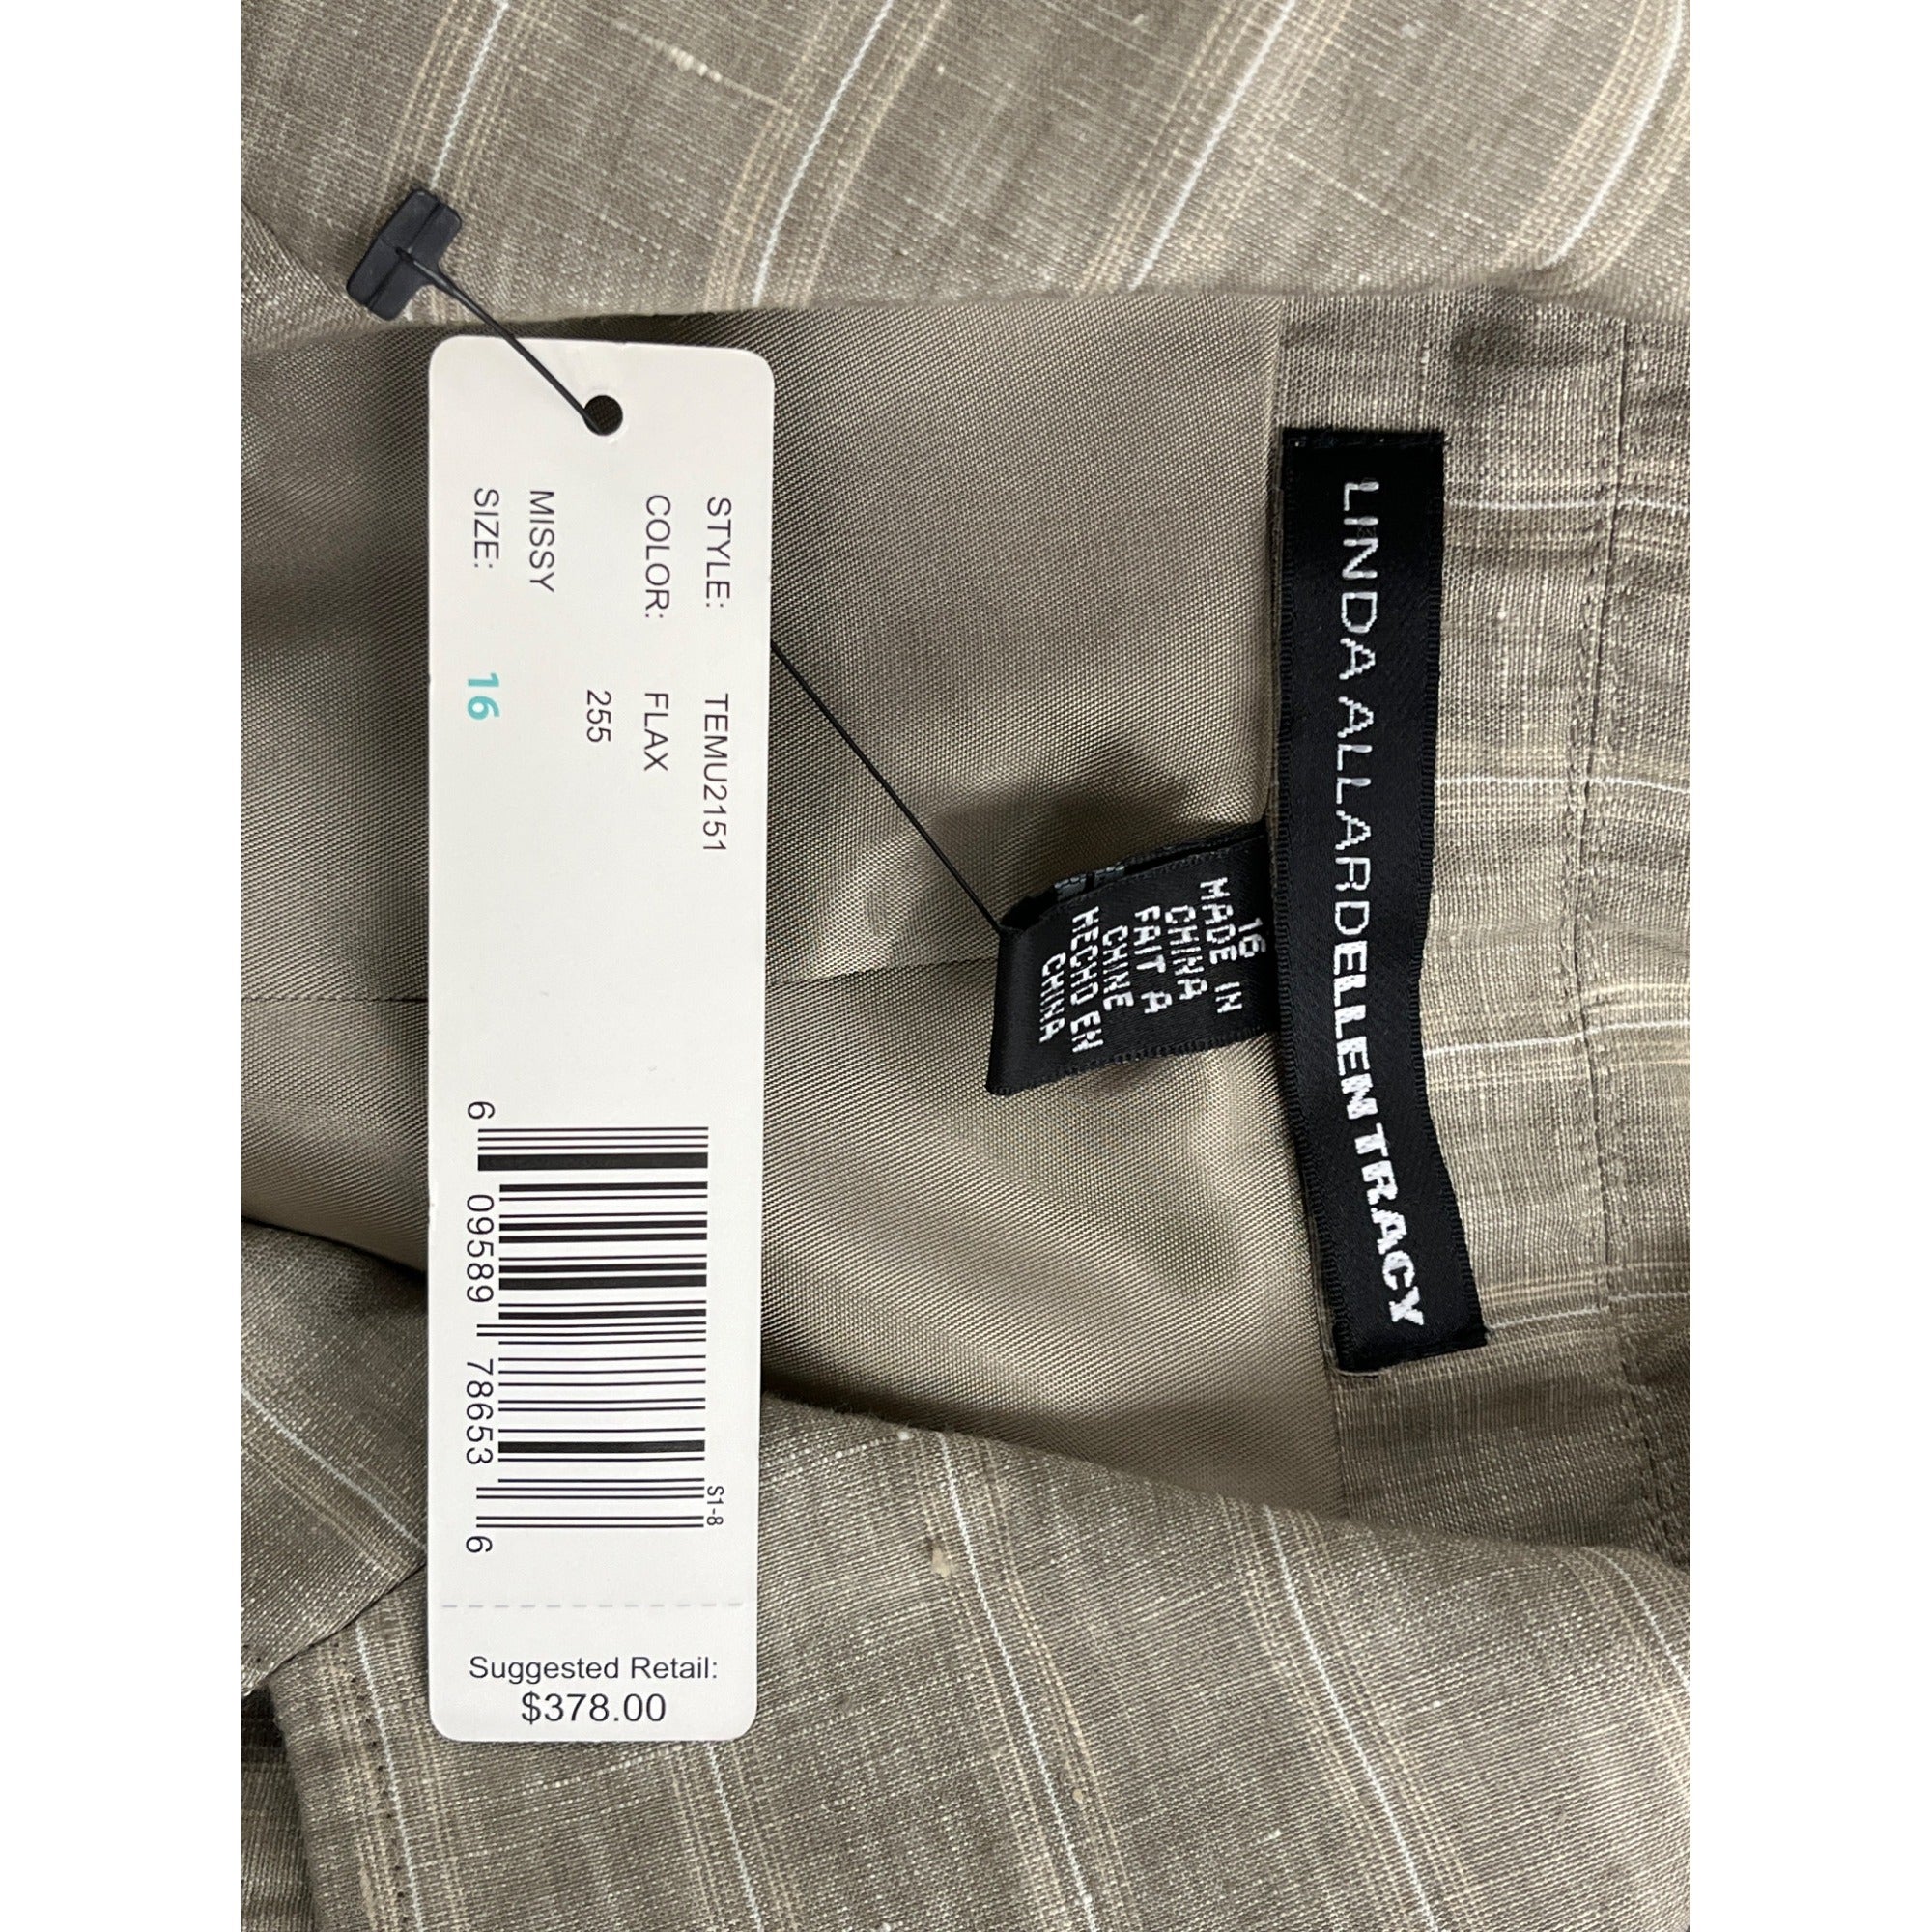 STYLE: TEMU2151
COLOR: FLAX
255
MISSY
SIZE: 16
6 09589 78653 6
S1-8
Suggested Retail:
$378.00
LINDA ALLARDELLEN TRACY
16
MADE IN
CHINA
FAIT A
CHINE
HECHO EN
CHINA